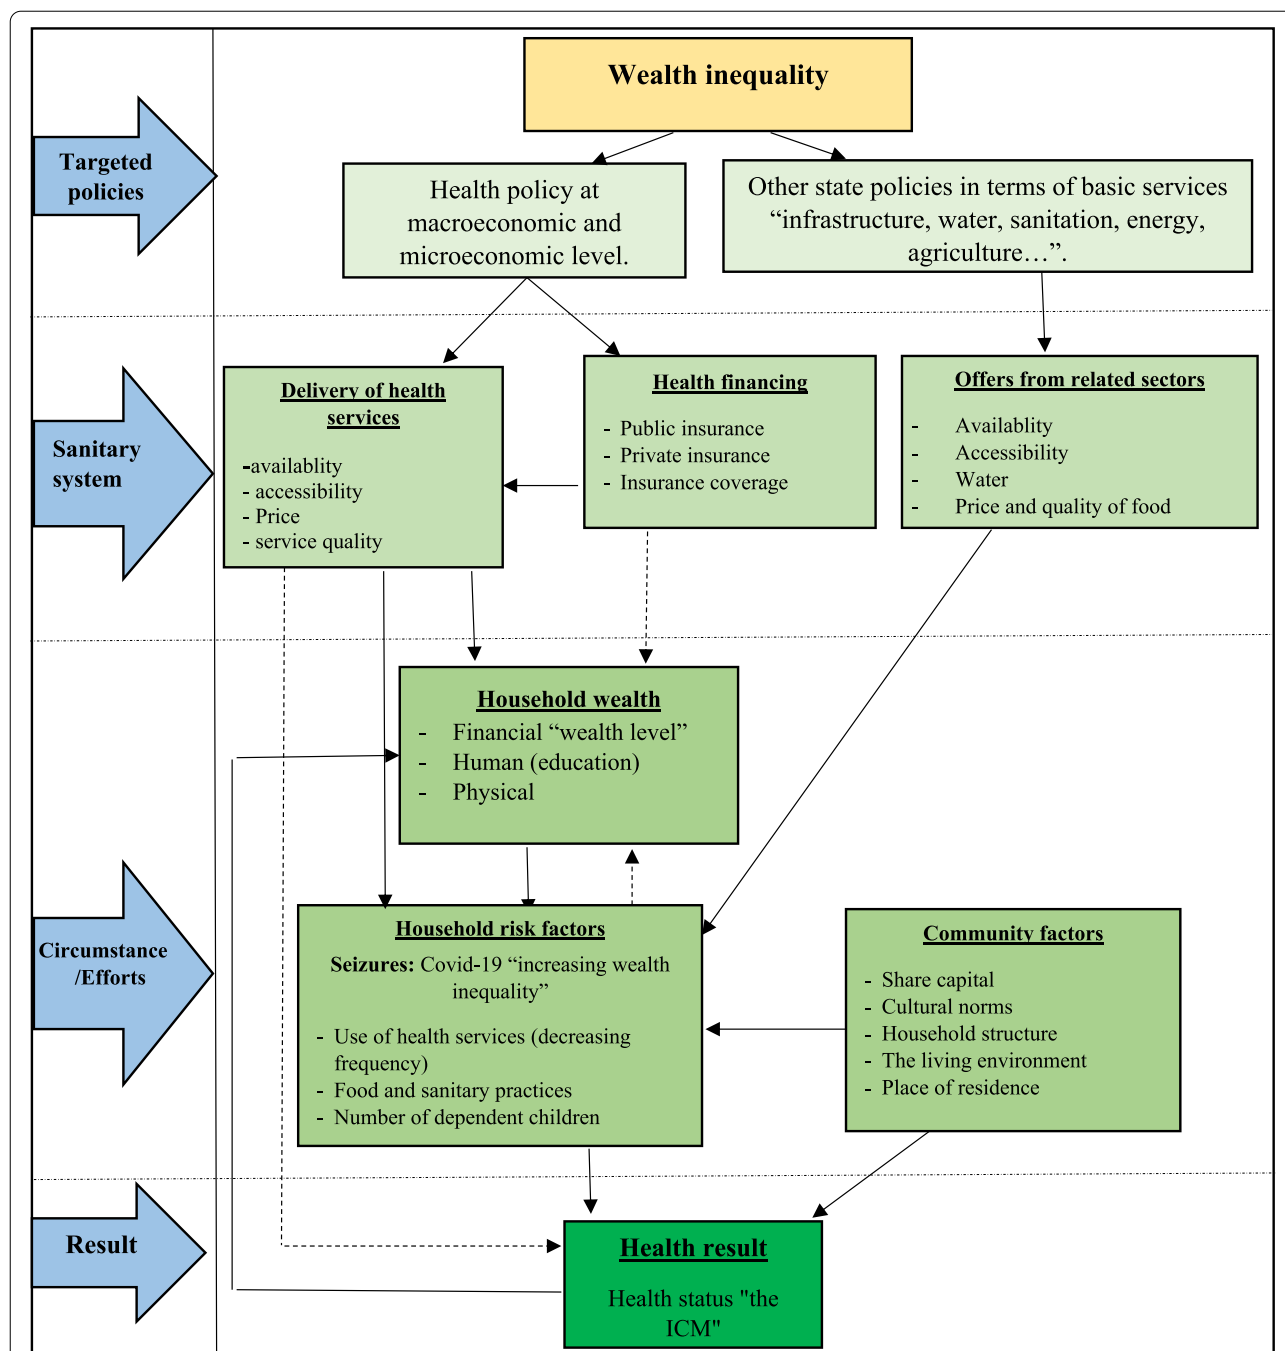 Wealth inequality
Targeted
policies
Health policy at
macroeconomic and
microeconomic level.
Other state policies in terms of basic services
“infrastructure, water, sanitation, energy,
agriculture…”.
Sanitary
system
Delivery of health
services
-availablity
- accessibility
- Price
- service quality
Health financing
- Public insurance
- Private insurance
- Insurance coverage
Offers from related sectors
- Availablity
- Accessibility
- Water
- Price and quality of food
Circumstance
/Efforts
Household wealth
- Financial “wealth level”
- Human (education)
- Physical
Household risk factors
Seizures: Covid-19 “increasing wealth
inequality”
- Use of health services (decreasing
frequency)
- Food and sanitary practices
- Number of dependent children
Community factors
- Share capital
- Cultural norms
- Household structure
- The living environment
- Place of residence
Result
Health result
Health status "the
ICM"